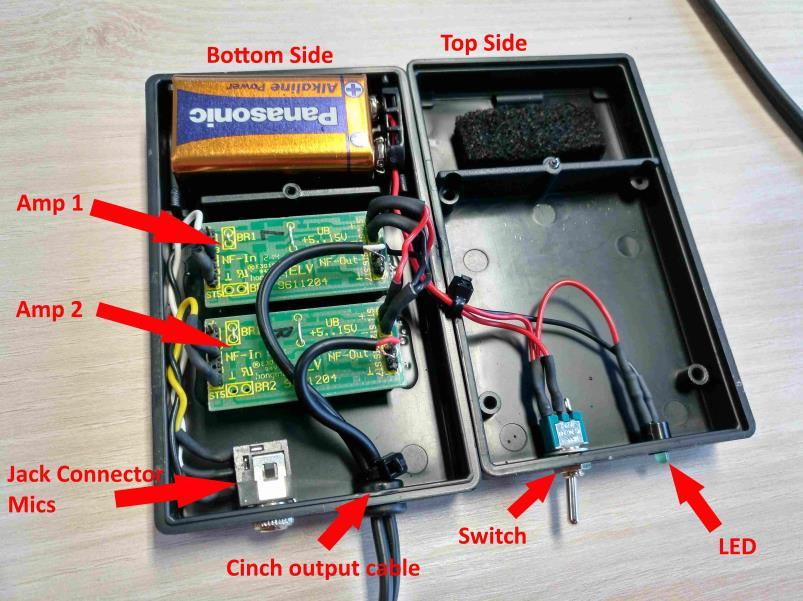 Bottom Side
Top Side
Alkaline Power
Panasonic
Amp 1
BR1
UB
+5..15V
NF-In
NF-Out
ELV
9611204
Amp 2
UB
+5..15V
NF-In
NF-Out
BR2
Jack Connector
Mics
Switch
LED
Cinch output cable